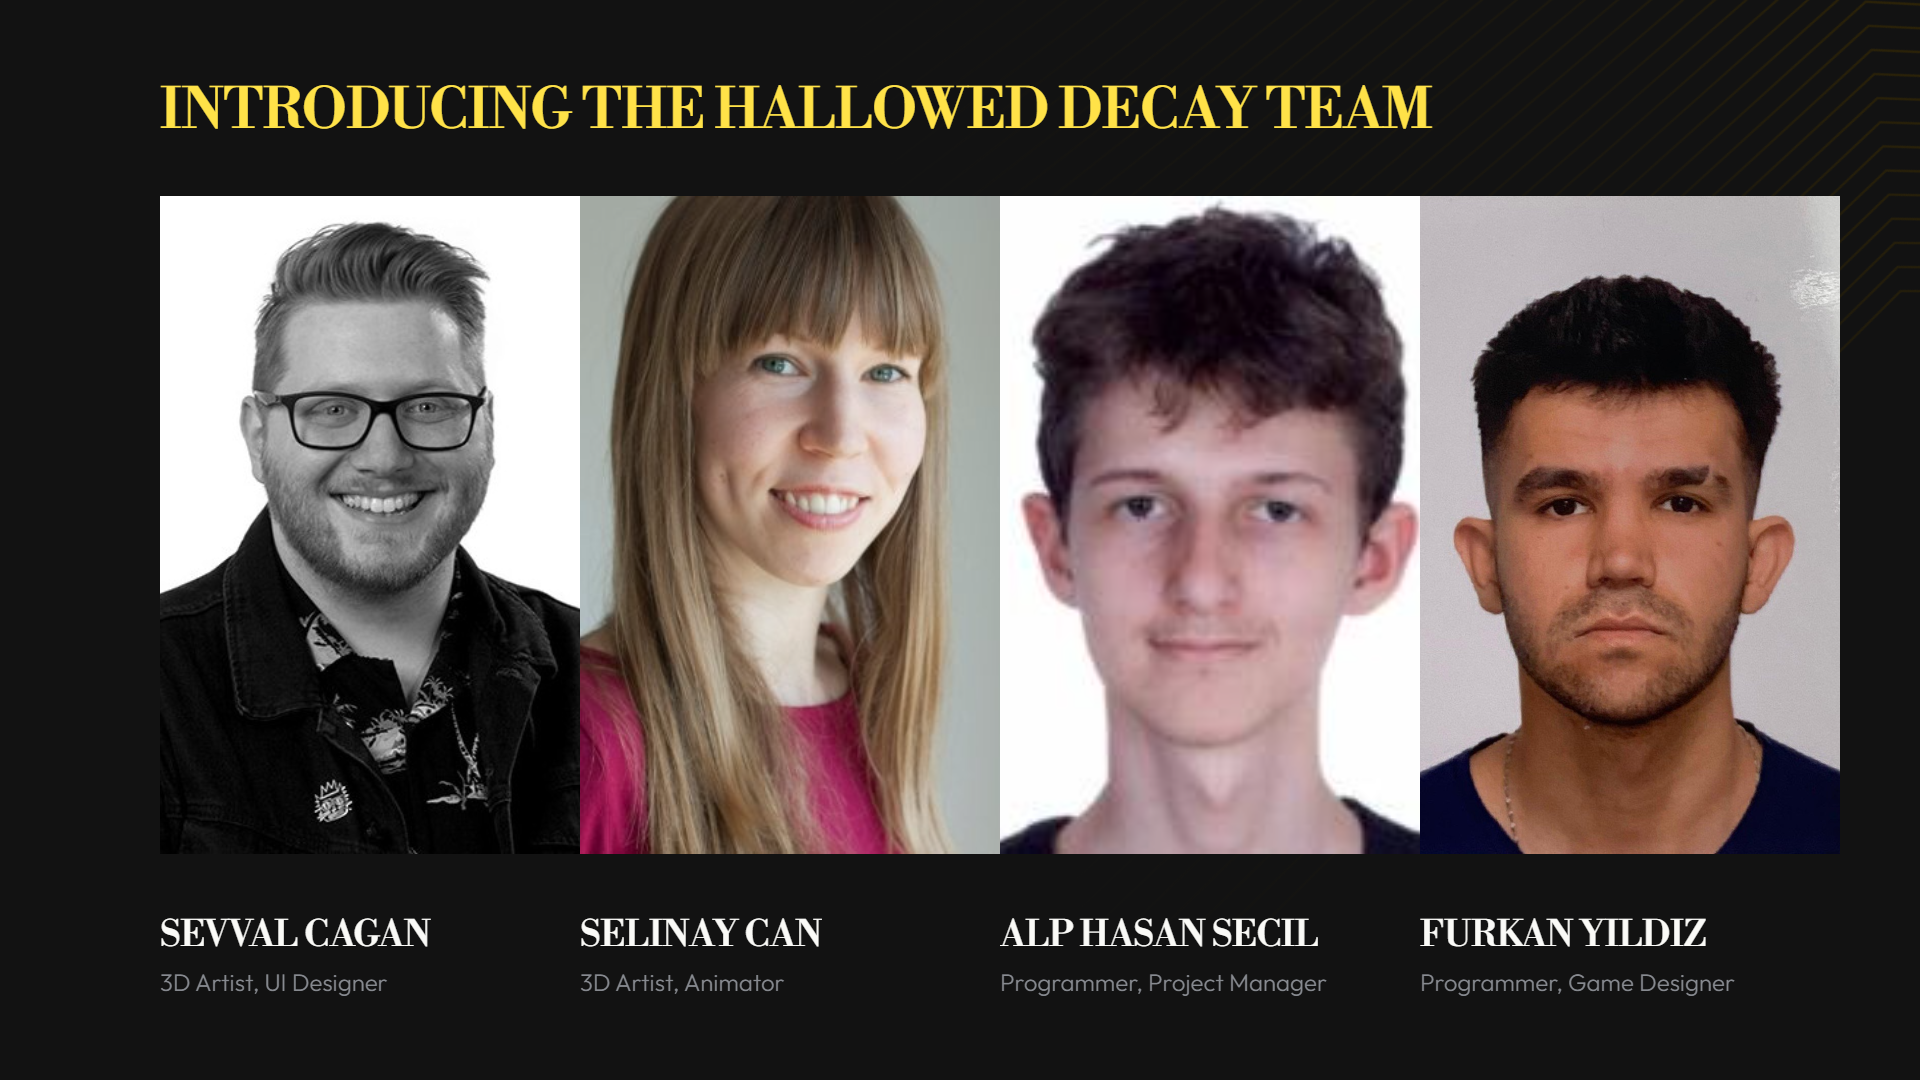 INTRODUCING THE HALLOWED DECAY TEAM
SEVVAL CAGAN
3D Artist, UI Designer
SELINAY CAN
3D Artist, Animator
ALP HASAN SECIL
Programmer, Project Manager
FURKAN YILDIZ
Programmer, Game Designer